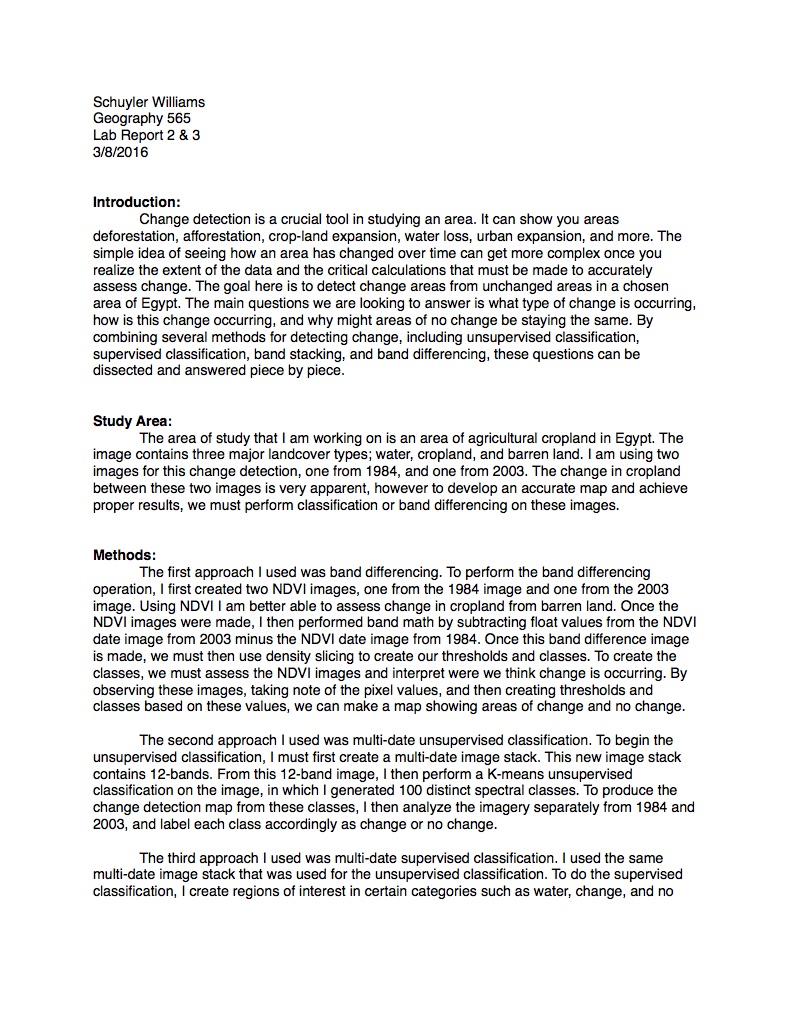 Schuyler Williams
Geography 565
Lab Report 2 & 3
3/8/2016
Introduction:
Change detection is a crucial tool in studying an area. It can show you areas
deforestation, afforestation, crop-land expansion, water loss, urban expansion, and more. The
simple idea of seeing how an area has changed over time can get more complex once you
realize the extent of the data and the critical calculations that must be made to accurately
assess change. The goal here is to detect change areas from unchanged areas in a chosen
area of Egypt. The main questions we are looking to answer is what type of change is occurring,
how is this change occurring, and why might areas of no change be staying the same. By
combining several methods for detecting change, including unsupervised classification,
supervised classification, band stacking, and band differencing, these questions can be
dissected and answered piece by piece.
Study Area:
The area of study that I am working on is an area of agricultural cropland in Egypt. The
image contains three major landcover types; water, cropland, and barren land. I am using two
images for this change detection, one from 1984, and one from 2003. The change in cropland
between these two images is very apparent, however to develop an accurate map and achieve
proper results, we must perform classification or band differencing on these images.
Methods:
The first approach I used was band differencing. To perform the band differencing
operation, I first created two NDVI images, one from the 1984 image and one from the 2003
image. Using NDVI I am better able to assess change in cropland from barren land. Once the
NDVI images were made, I then performed band math by subtracting float values from the NDVI
date image from 2003 minus the NDVI date image from 1984. Once this band difference image
is made, we must then use density slicing to create our thresholds and classes. To create the
classes, we must assess the NDVI images and interpret were we think change is occurring. By
observing these images, taking note of the pixel values, and then creating thresholds and
classes based on these values, we can make a map showing areas of change and no change.
The second approach I used was multi-date unsupervised classification. To begin the
unsupervised classification, I must first create a multi-date image stack. This new image stack
contains 12-bands. From this 12-band image, I then perform a K-means unsupervised
classification on the image, in which I generated 100 distinct spectral classes. To produce the
change detection map from these classes, I then analyze the imagery separately from 1984 and
2003, and label each class accordingly as change or no change.
The third approach I used was multi-date supervised classification. I used the same
multi-date image stack that was used for the unsupervised classification. To do the supervised
classification, I create regions of interest in certain categories such as water, change, and no